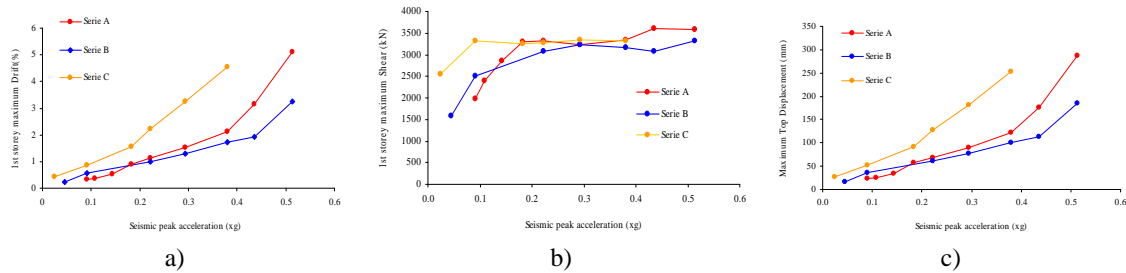 1st storey maximum Drift(%)
6
5
4
3
2
1
0
Serie A
Serie B
Serie C
0.0 0.1 0.2 0.3 0.4 0.5 0.6
Seismic peak acceleration (xg)
a)
1st storey maximum Shear (kN)
4000
3500
3000
2500
2000
1500
1000
500
0
Serie A
Serie B
Serie C
0.0 0.1 0.2 0.3 0.4 0.5 0.6
Seismic peak acceleration (xg)
b)
Maximum Top Displacement (mm)
350
300
250
200
150
100
50
0
Serie A
Serie B
Serie C
0.0 0.1 0.2 0.3 0.4 0.5 0.6
Seismic peak acceleration (xg)
c)